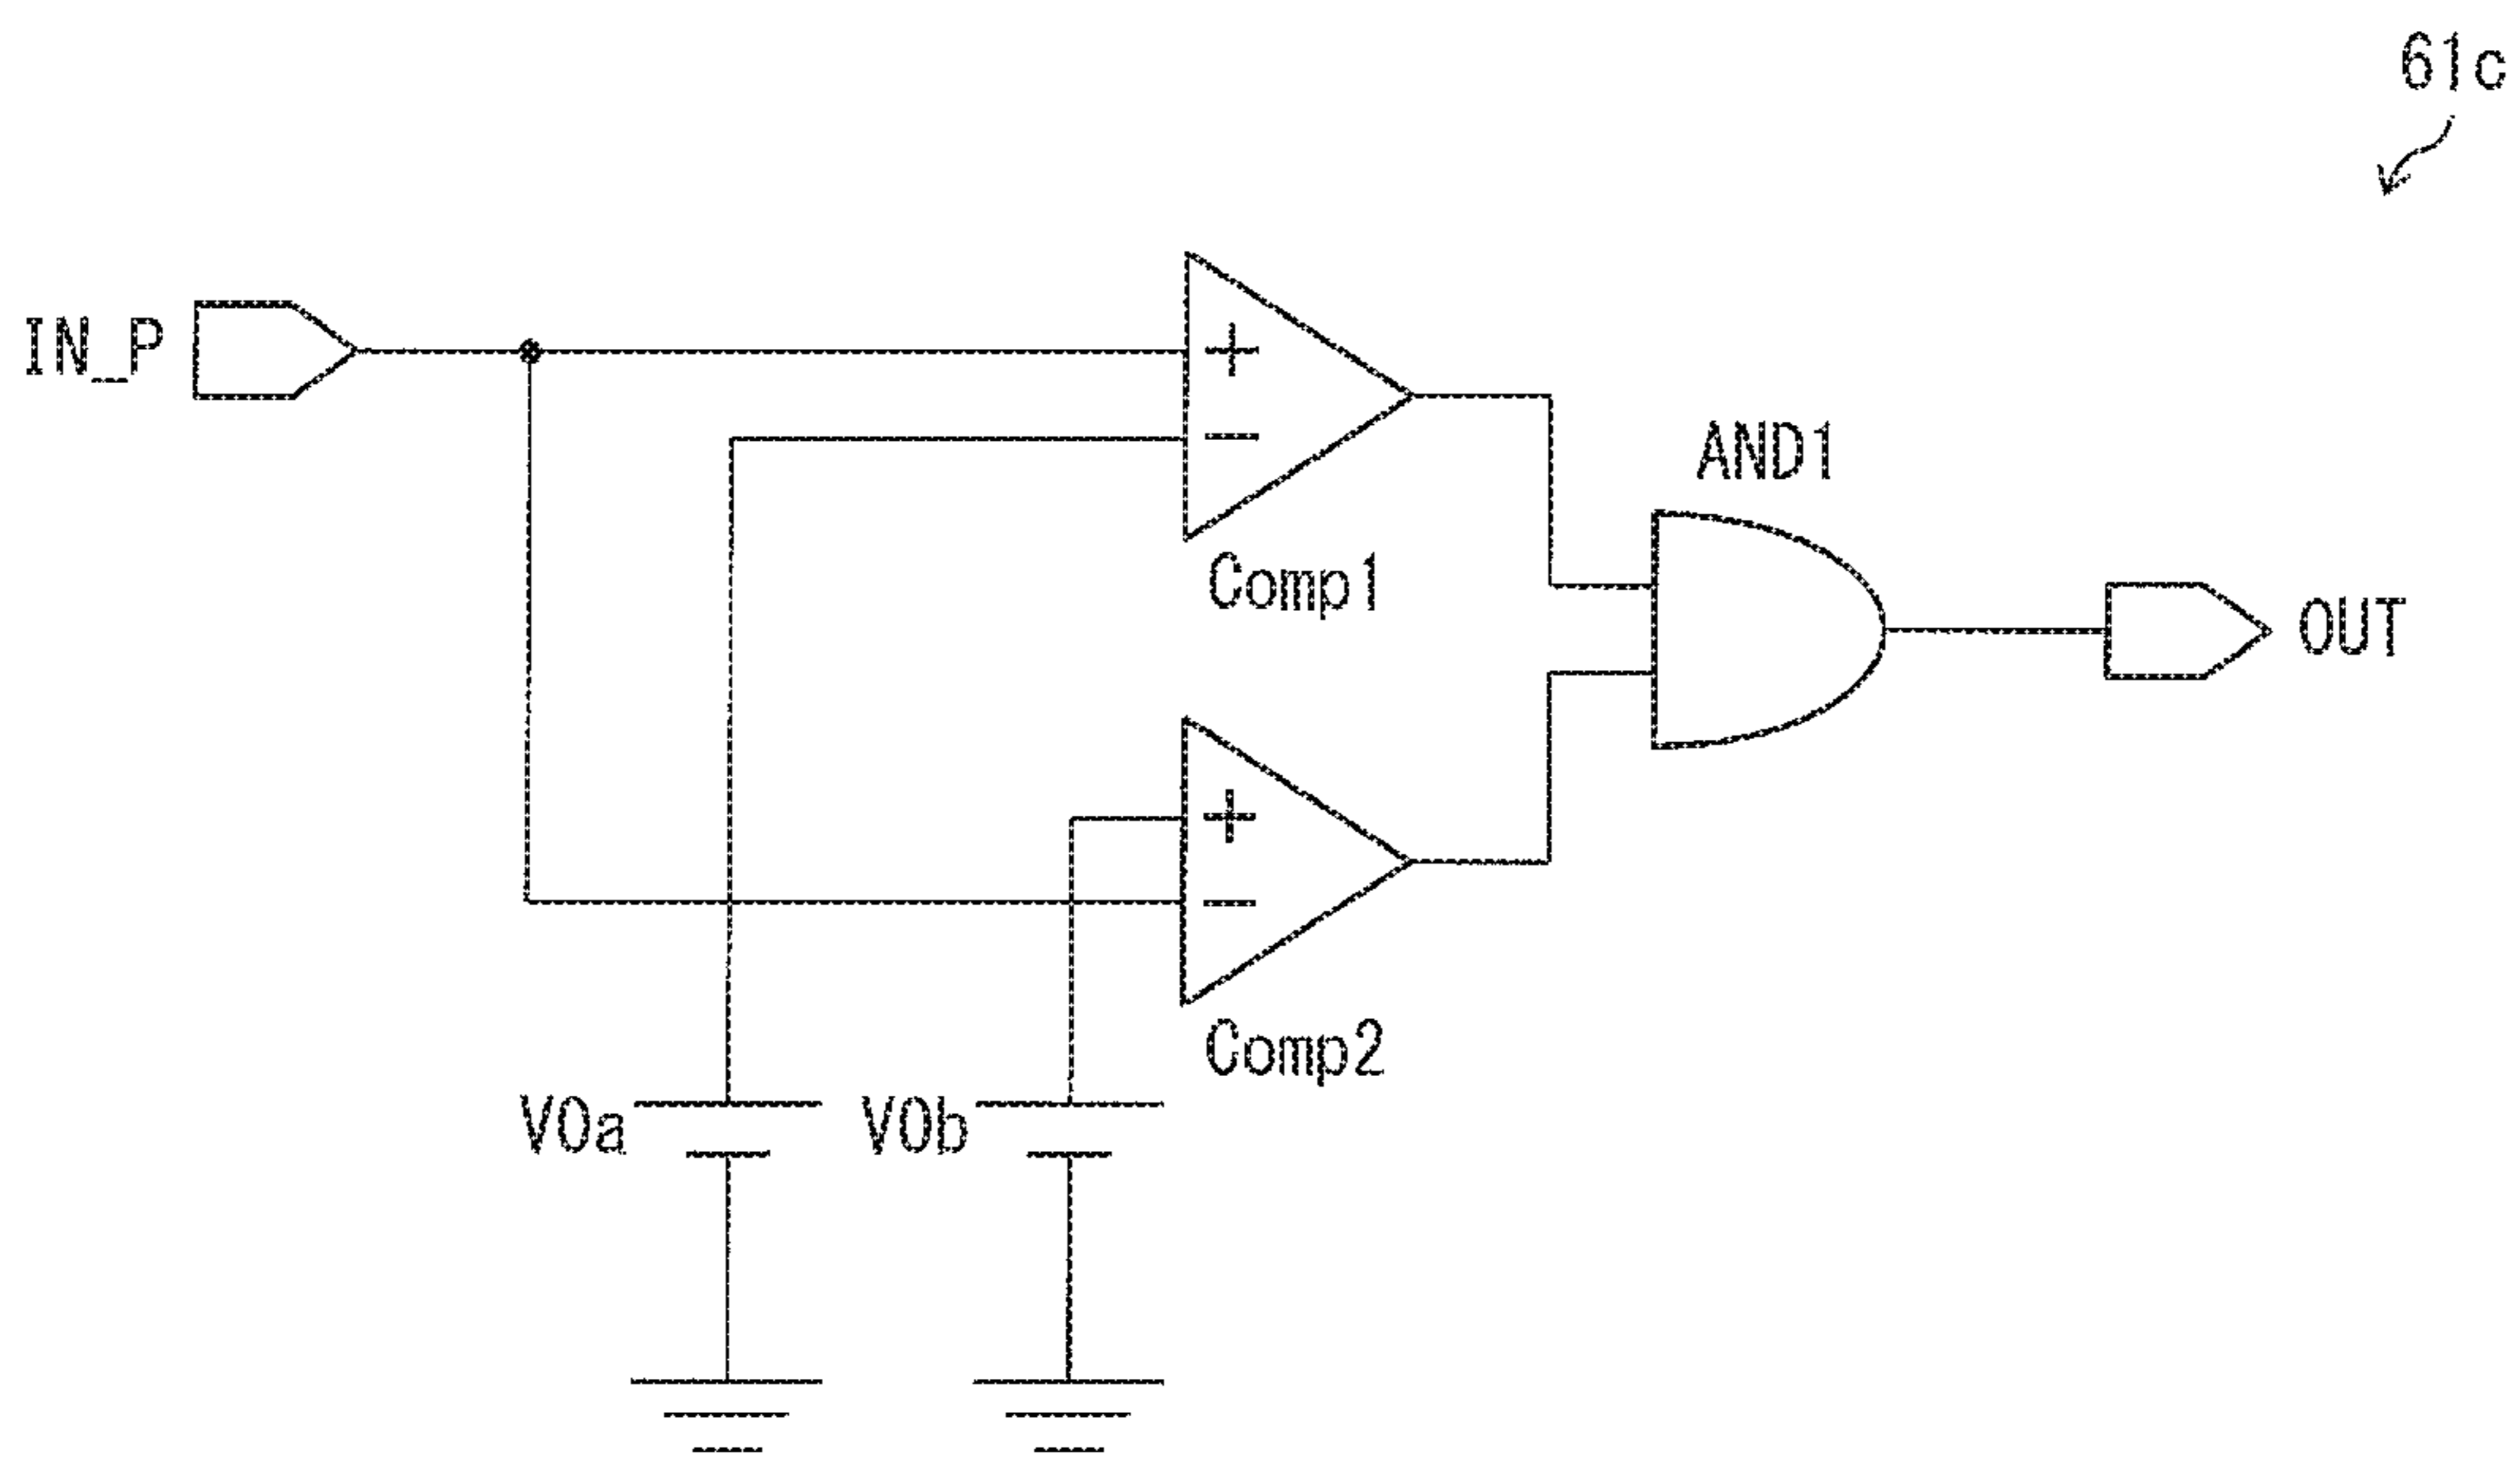 61c
IN_P
+
−
AND1
Comp1
OUT
+
−
Comp2
V0a
V0b